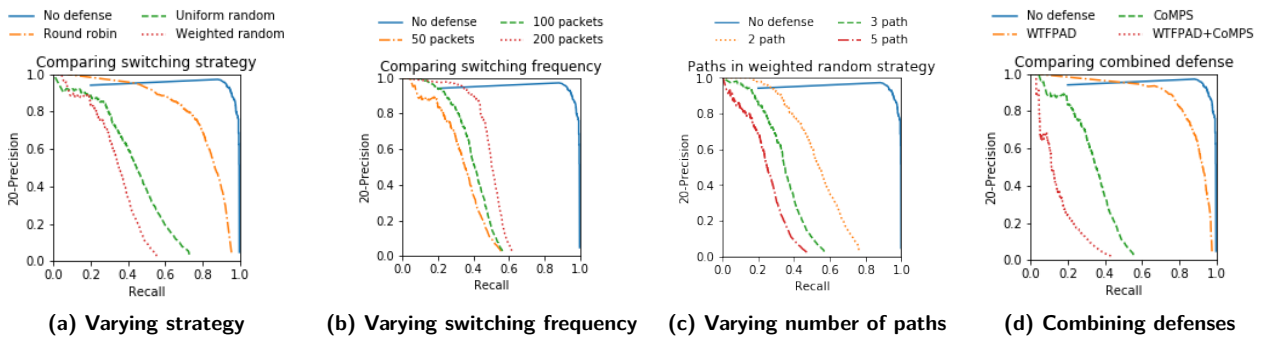 No defense
Round robin
Uniform random
Weighted random
Comparing switching strategy
1.0
0.8
0.6
0.4
0.2
0.0
20-Precision
0.0 0.2 0.4 0.6 0.8 1.0
Recall
(a) Varying strategy
No defense
50 packets
100 packets
200 packets
Comparing switching frequency
1.0
0.8
0.6
0.4
0.2
0.0
20-Precision
0.0 0.2 0.4 0.6 0.8 1.0
Recall
(b) Varying switching frequency
No defense
2 path
3 path
5 path
Paths in weighted random strategy
1.0
0.8
0.6
0.4
0.2
0.0
20-Precision
0.0 0.2 0.4 0.6 0.8 1.0
Recall
(c) Varying number of paths
No defense
WTFPAD
CoMPS
WTFPAD+CoMPS
Comparing combined defense
1.0
0.8
0.6
0.4
0.2
0.0
20-Precision
0.0 0.2 0.4 0.6 0.8 1.0
Recall
(d) Combining defenses